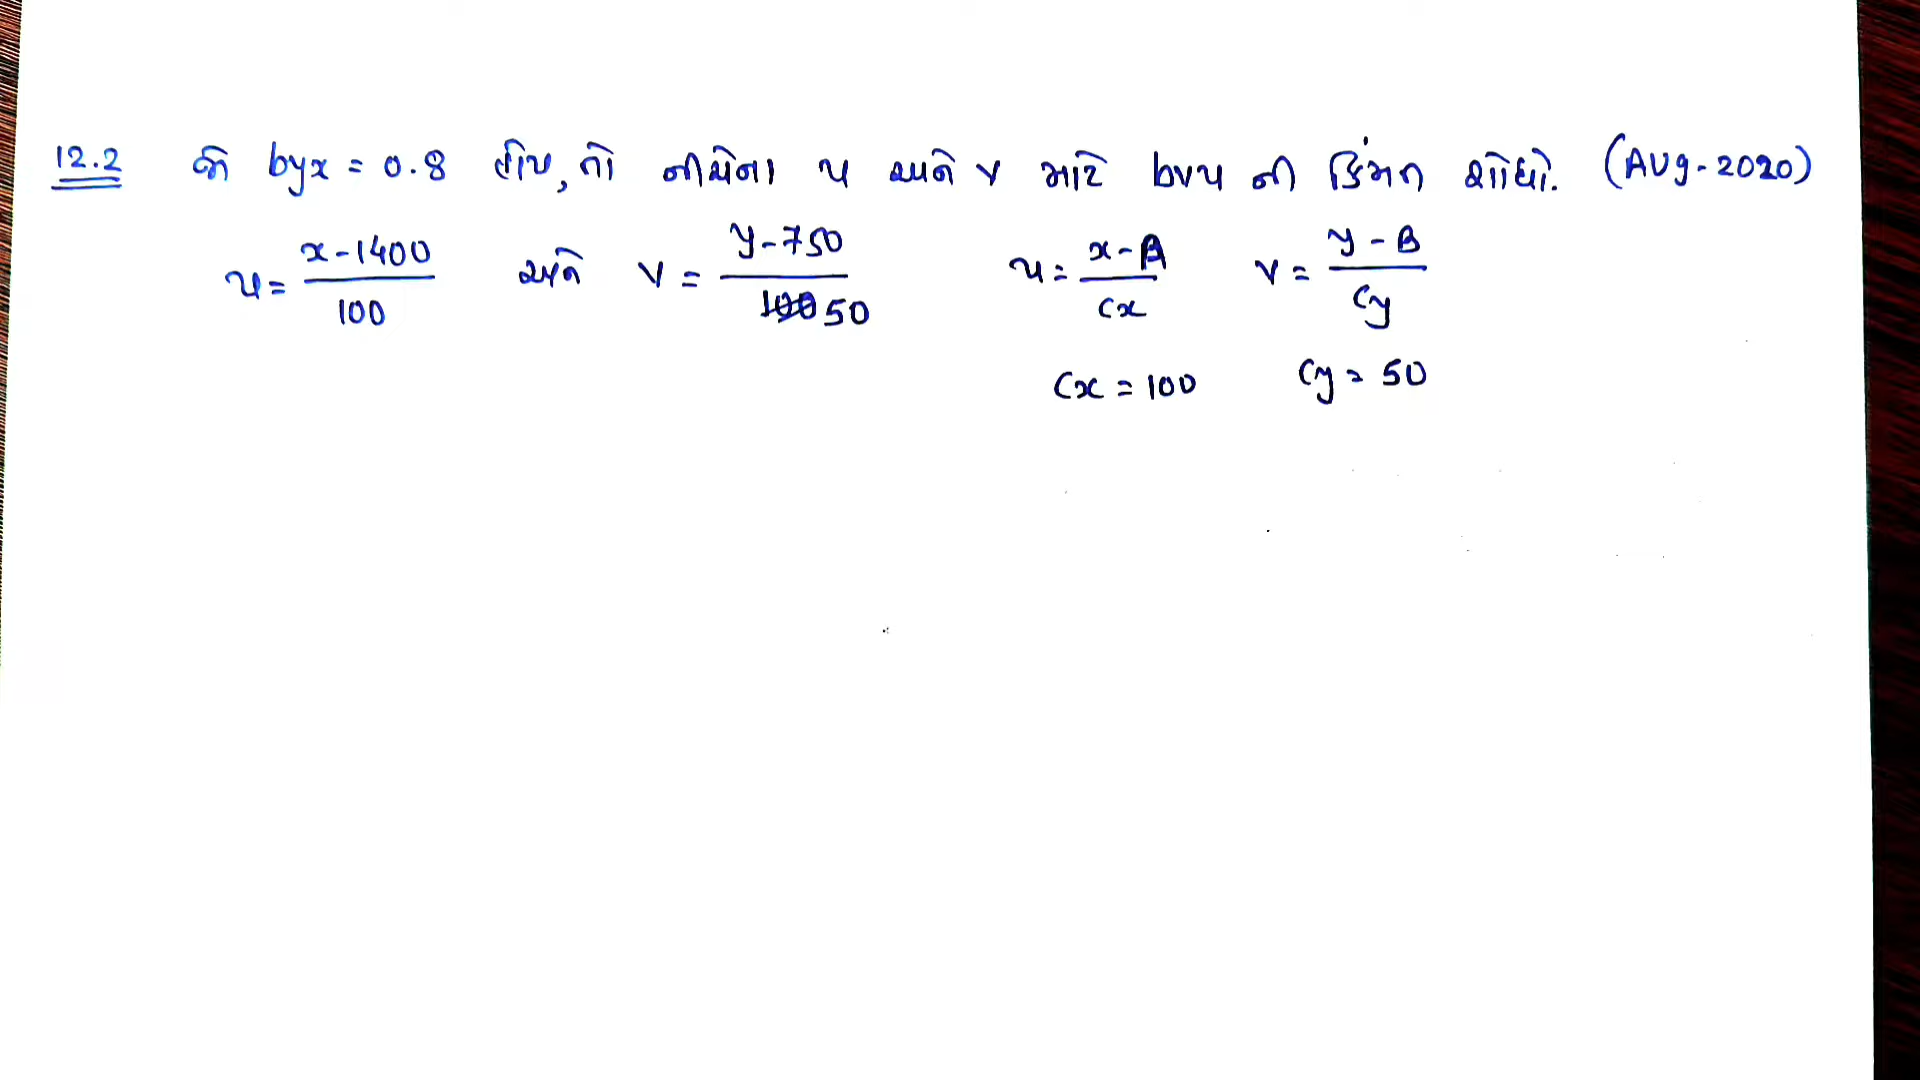 12.2 જો byx = 0.8 હોય, તો નીચેના u અને v માટે bvu ની કિંમત શોધો. (Aug-2020)
u = x-1400 / 100 અને v = y-750 / 50 u = x-A / Cx v = y-B / Cy
Cx = 100 Cy = 50